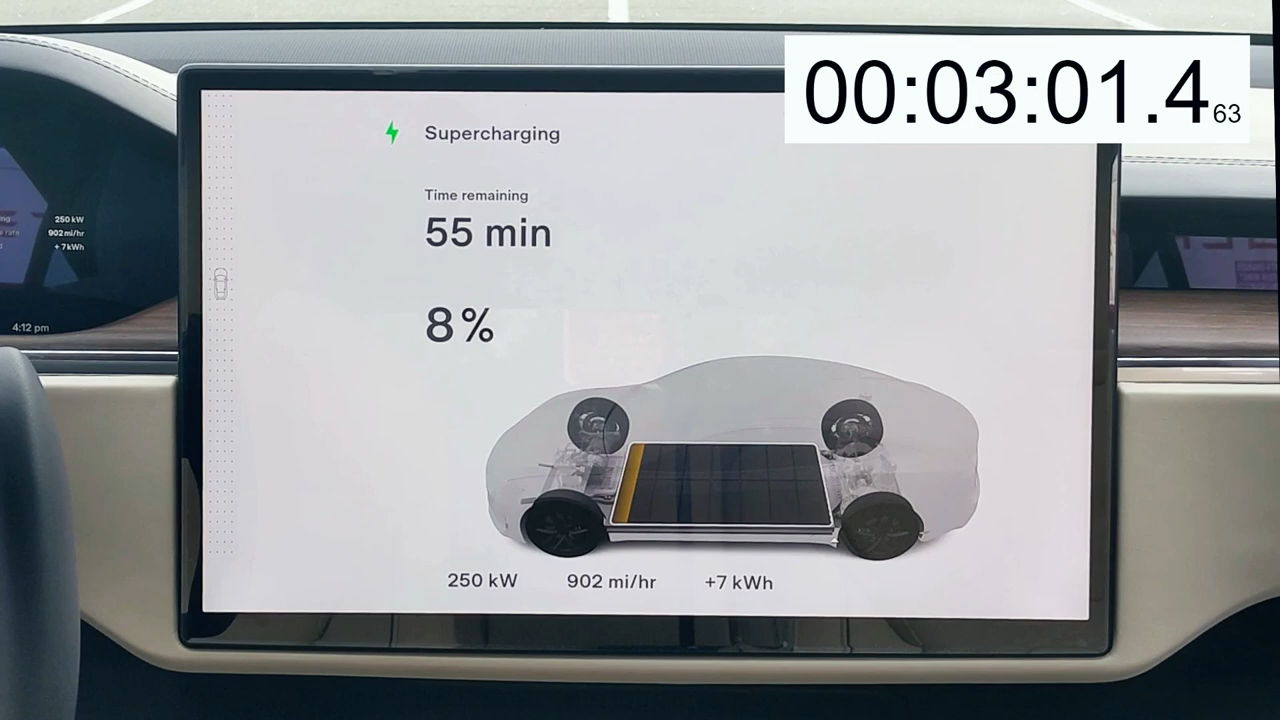 00:03:01.463
Supercharging
Time remaining
55 min
8%
250 kW 902 mi/hr +7 kWh
250 kW
902 mi/hr
+7 kWh
4:12 pm